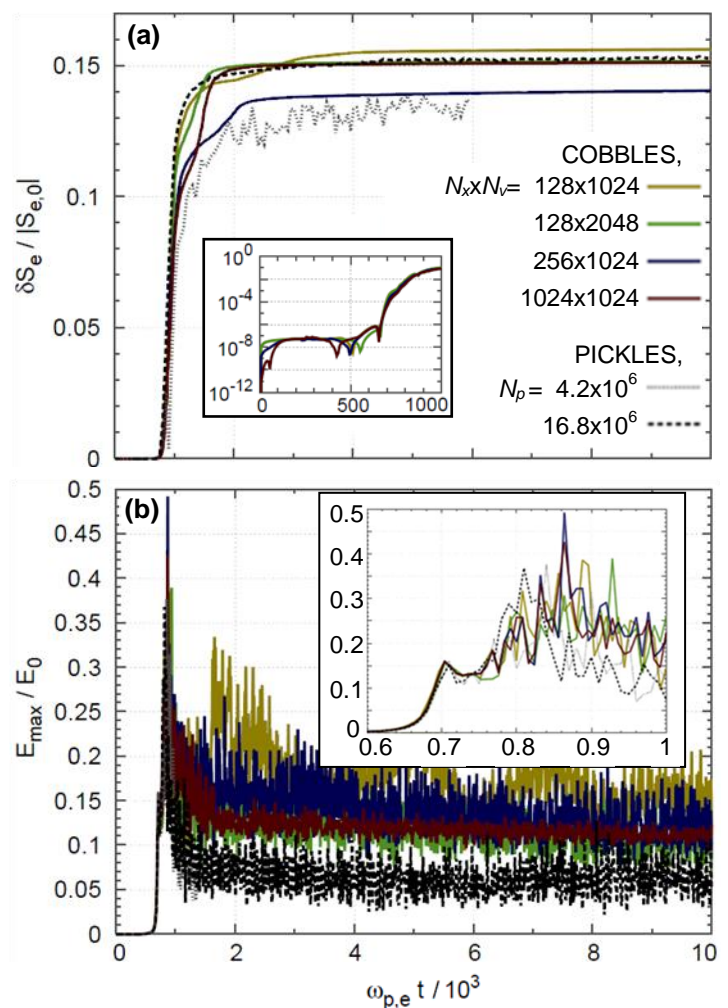 (a)
0.15
0.1
0.05
0
δS_e / |S_{e,0}|
COBBLES,
N_x x N_v = 128x1024
128x2048
256x1024
1024x1024
PICKLES,
N_p = 4.2x10^6
16.8x10^6
10^0
10^-4
10^-8
10^-12
0 500 1000
(b)
0.5
0.45
0.4
0.35
0.3
0.25
0.2
0.15
0.1
0.05
0
E_max / E_0
0.5
0.4
0.3
0.2
0.1
0
0.6 0.7 0.8 0.9 1
0 2 4 6 8 10
ω_{p,e} t / 10^3